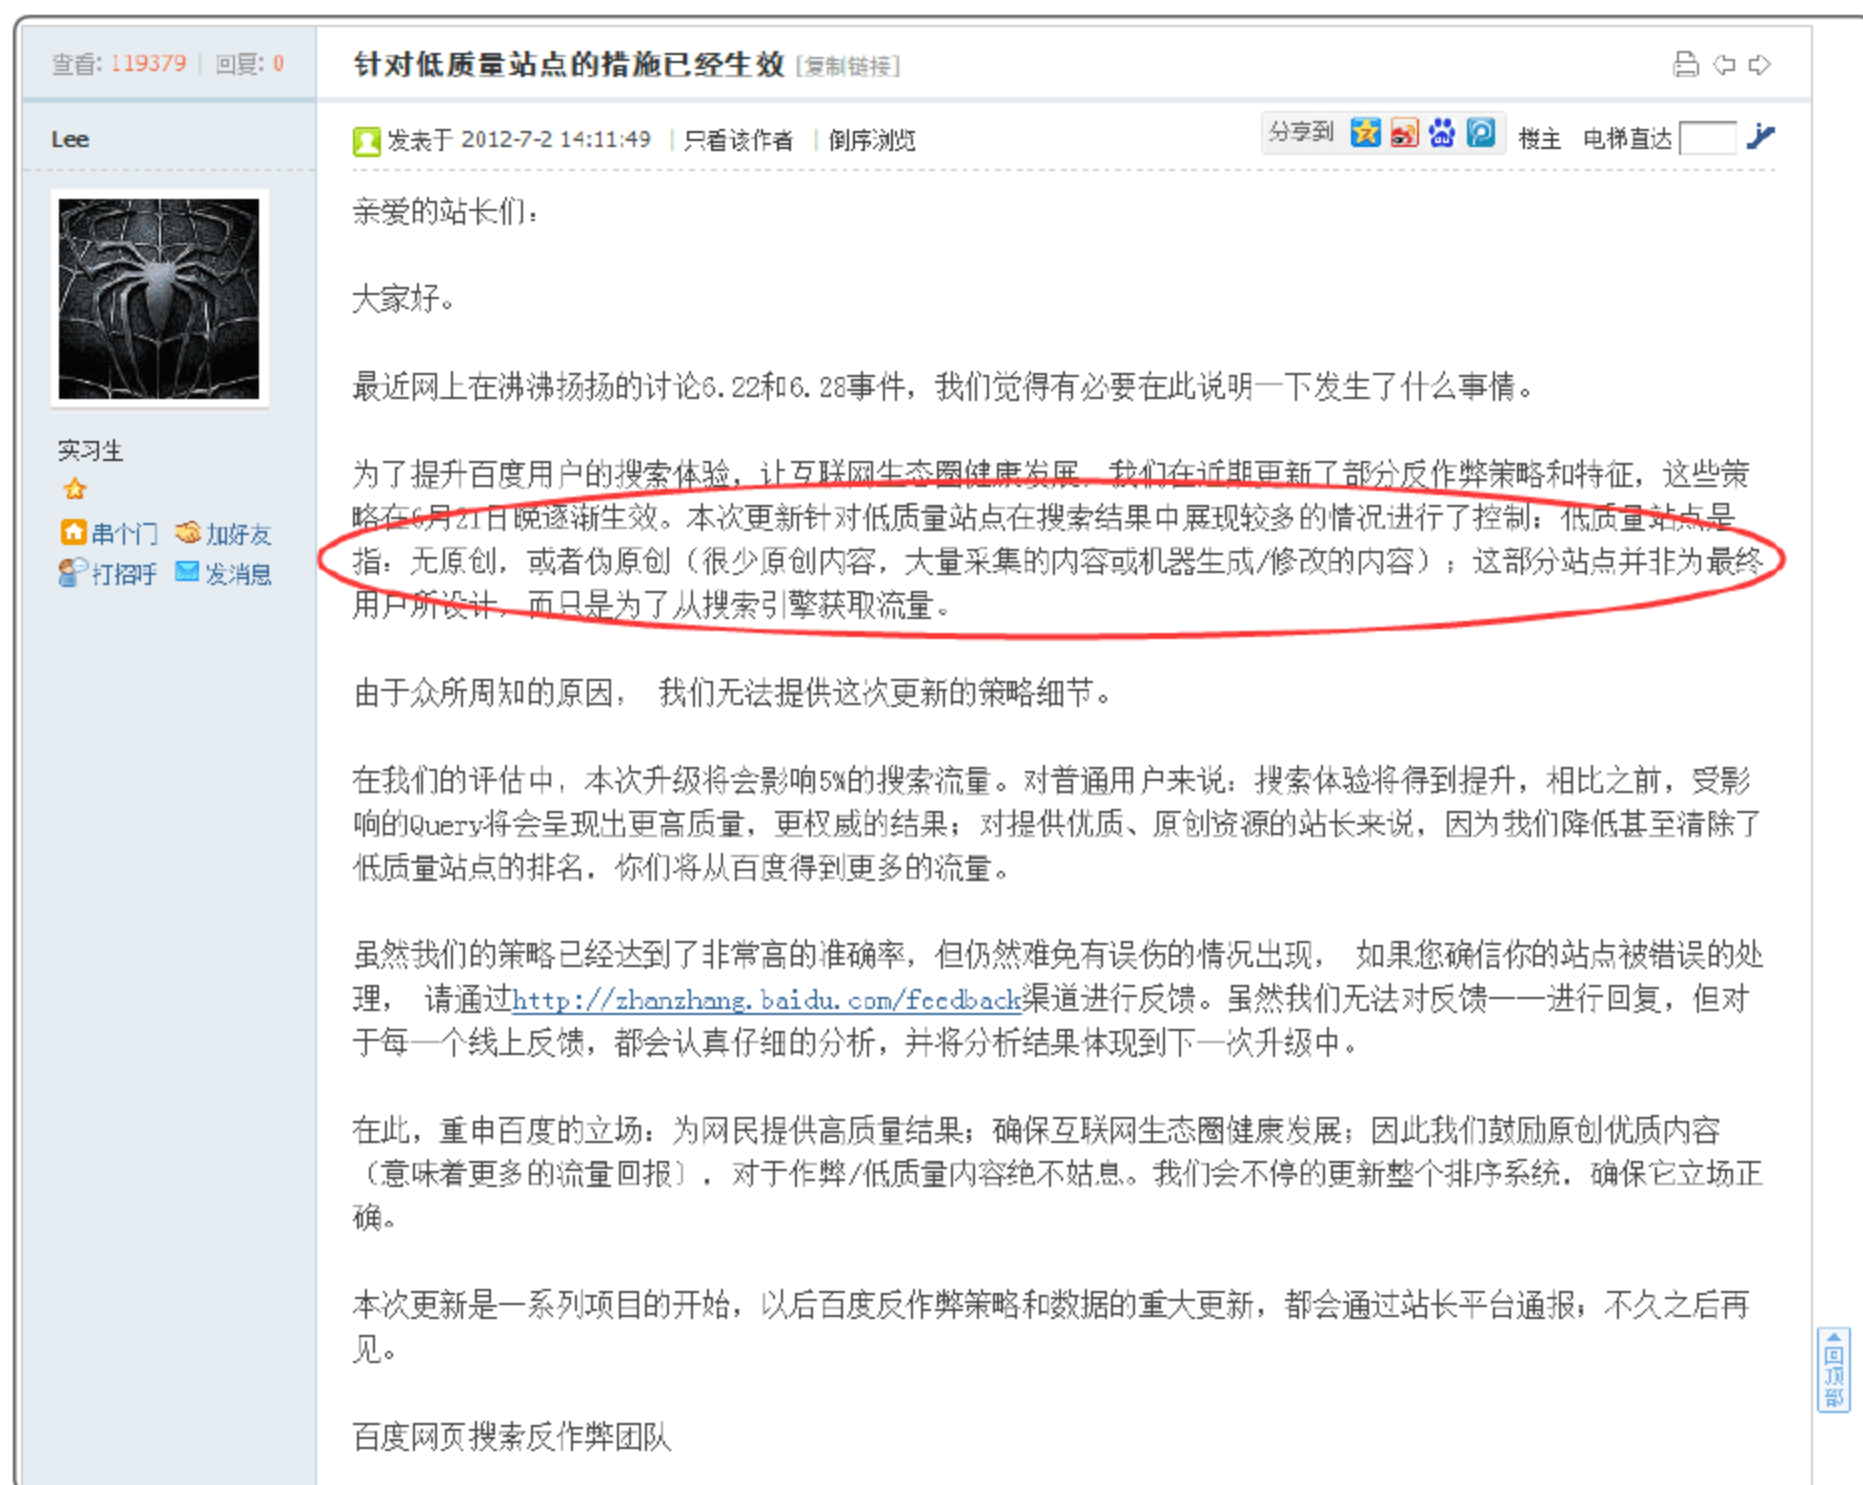 查看: 119379 | 回复: 0
针对低质量站点的措施已经生效 [复制链接]
Lee
发表于 2012-7-2 14:11:49 | 只看该作者 | 倒序浏览
分享到
楼主 电梯直达
实习生
串个门 加好友
打招呼 发消息
亲爱的站长们：
大家好。
最近网上在沸沸扬扬的讨论6.22和6.28事件，我们觉得有必要在此说明一下发生了什么事情。
为了提升百度用户的搜索体验，让互联网生态圈健康发展，我们在近期更新了部分反作弊策略和特征，这些策
略在6月21日晚逐渐生效。本次更新针对低质量站点在搜索结果中展现较多的情况进行了控制：低质量站点是
指：无原创，或者伪原创（很少原创内容，大量采集的内容或机器生成/修改的内容）；这部分站点并非为最终
用户所设计，而只是为了从搜索引擎获取流量。
由于众所周知的原因， 我们无法提供这次更新的策略细节。
在我们的评估中，本次升级将会影响5%的搜索流量。对普通用户来说：搜索体验将得到提升，相比之前，受影
响的Query将会呈现出更高质量，更权威的结果；对提供优质、原创资源的站长来说，因为我们降低甚至清除了
低质量站点的排名，你们将从百度得到更多的流量。
虽然我们的策略已经达到了非常高的准确率，但仍然难免有误伤的情况出现， 如果您确信你的站点被错误的处
理， 请通过http://zhanzhang.baidu.com/feedback渠道进行反馈。虽然我们无法对反馈一一进行回复，但对
于每一个线上反馈，都会认真仔细的分析，并将分析结果体现到下一次升级中。
在此，重申百度的立场：为网民提供高质量结果；确保互联网生态圈健康发展；因此我们鼓励原创优质内容
（意味着更多的流量回报），对于作弊/低质量内容绝不姑息。我们会不停的更新整个排序系统，确保它立场正
确。
本次更新是一系列项目的开始，以后百度反作弊策略和数据的重大更新，都会通过站长平台通报；不久之后再
见。
百度网页搜索反作弊团队
回顶部